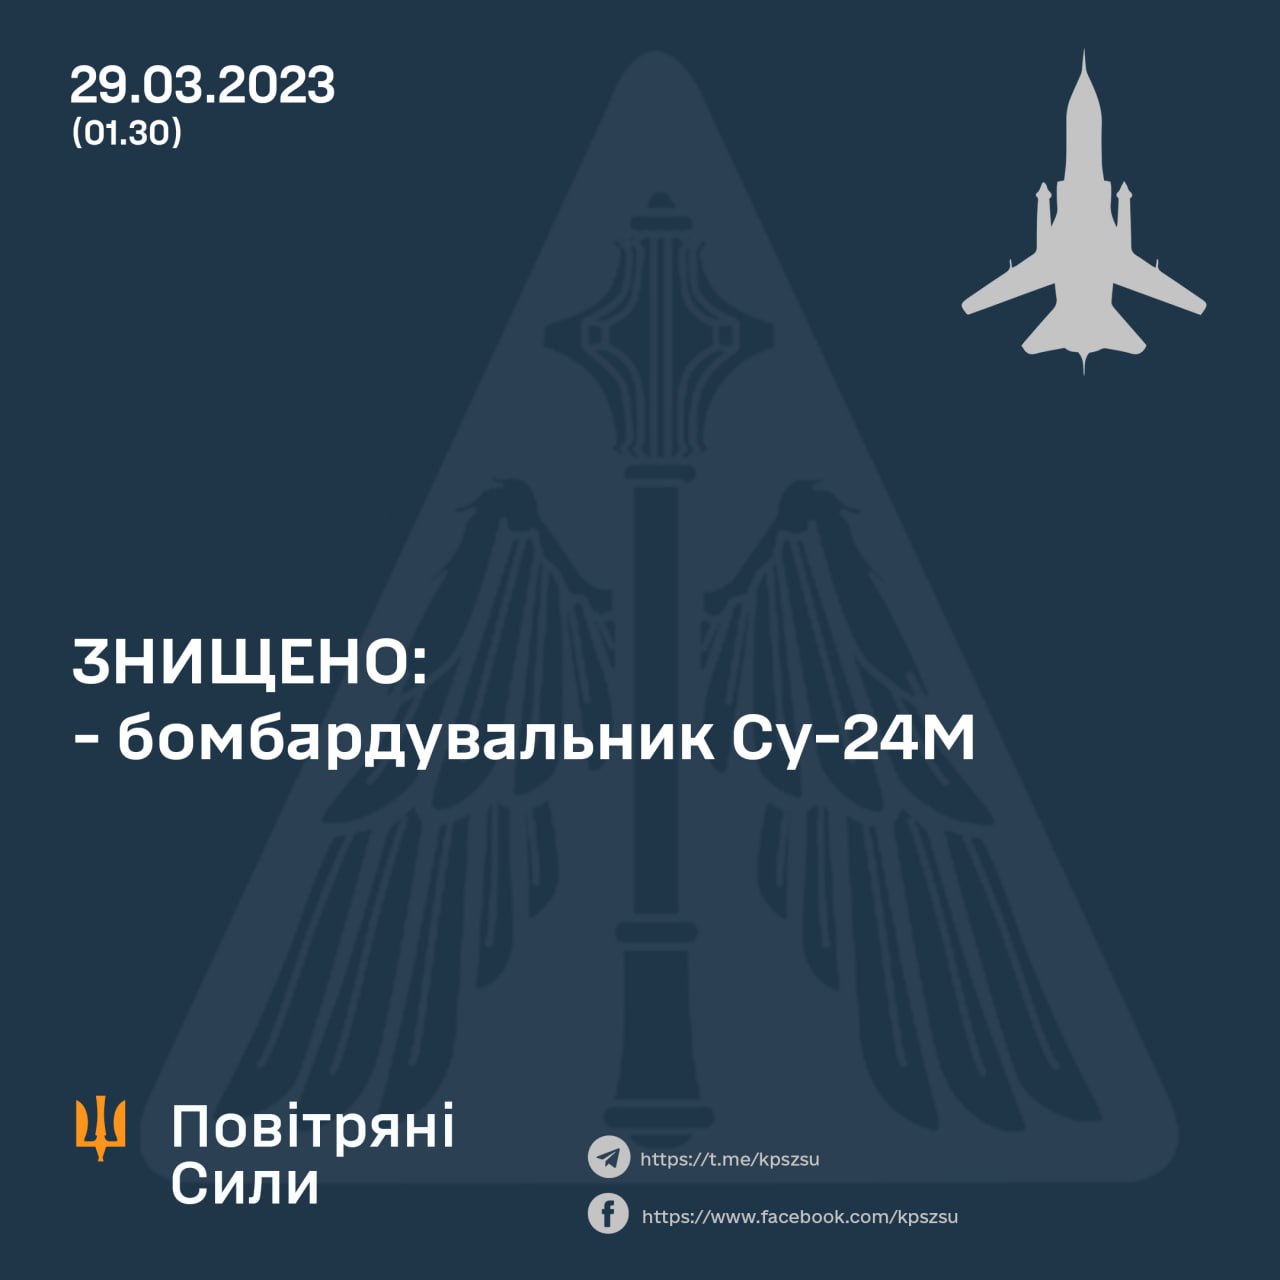 29.03.2023
(01.30)
ЗНИЩЕНО:
- бомбардувальник Су-24М
Повітряні
Сили
https://t.me/kpszsu
https://www.facebook.com/kpszsu